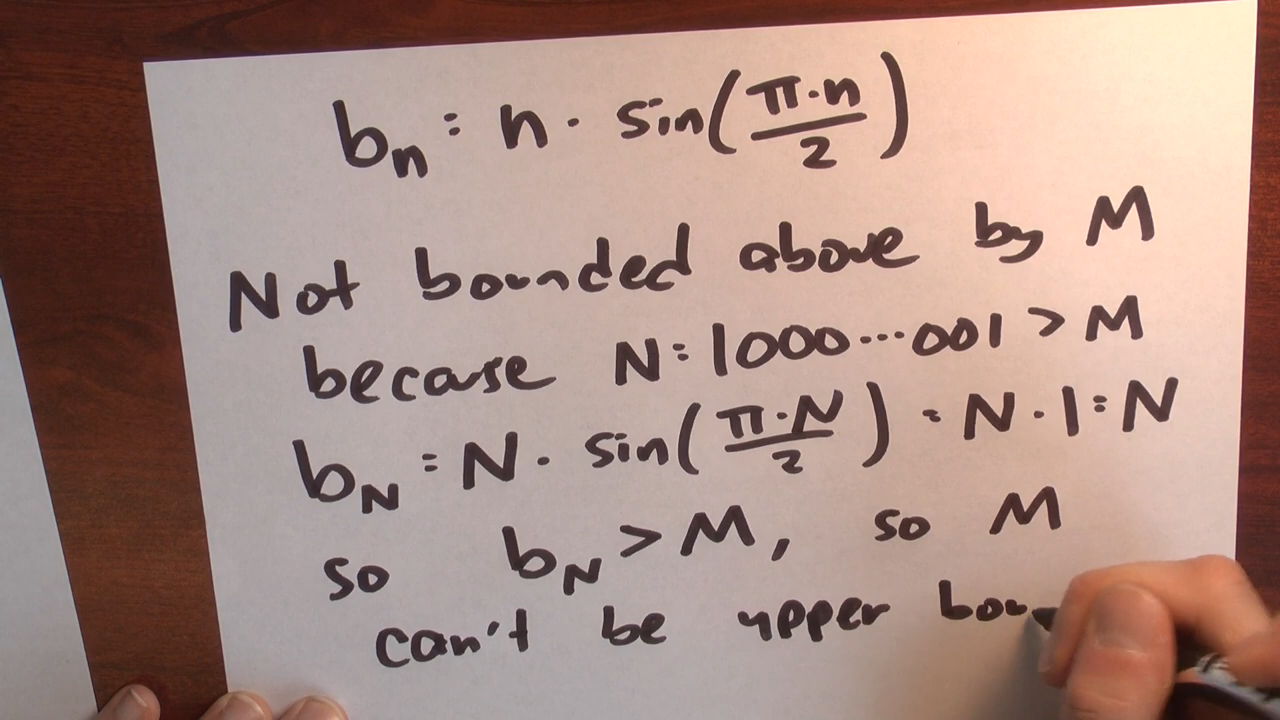 bn = n · sin(π·n/2)
Not bounded above by M
because N = 1000...001 > M
bN = N · sin(π·N/2) = N · 1 = N
so bN > M, so M
can't be upper bou